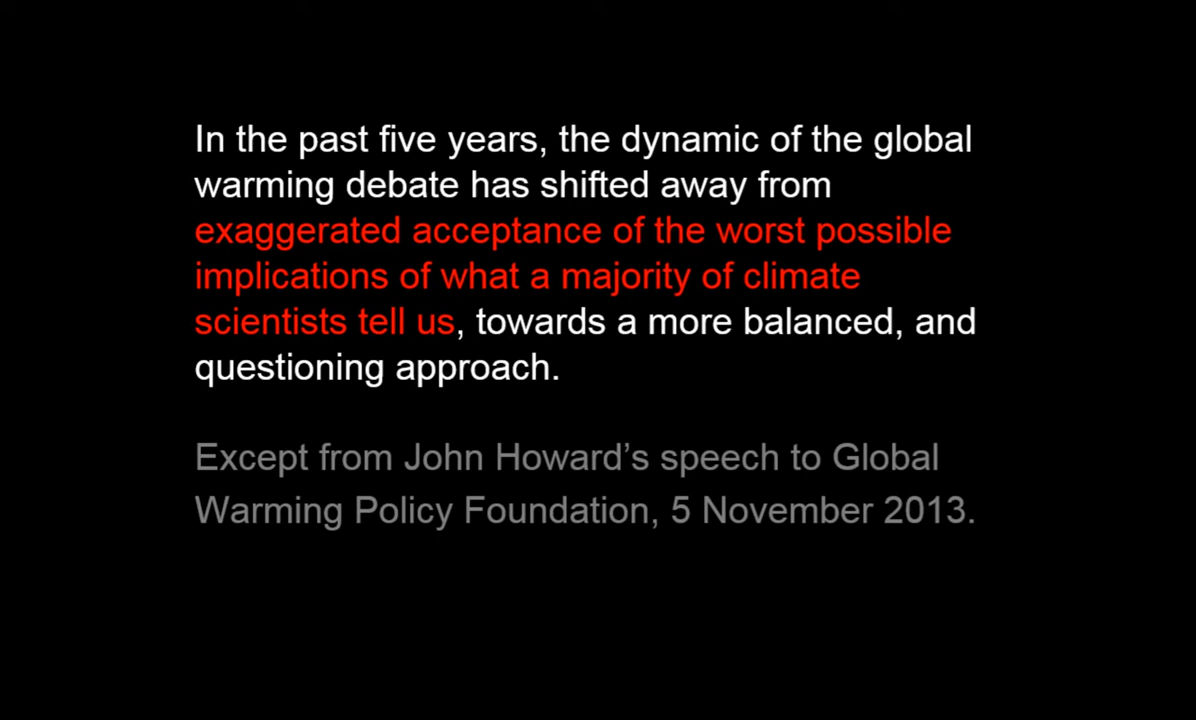 In the past five years, the dynamic of the global
warming debate has shifted away from
exaggerated acceptance of the worst possible
implications of what a majority of climate
scientists tell us, towards a more balanced, and
questioning approach.
Except from John Howard’s speech to Global
Warming Policy Foundation, 5 November 2013.